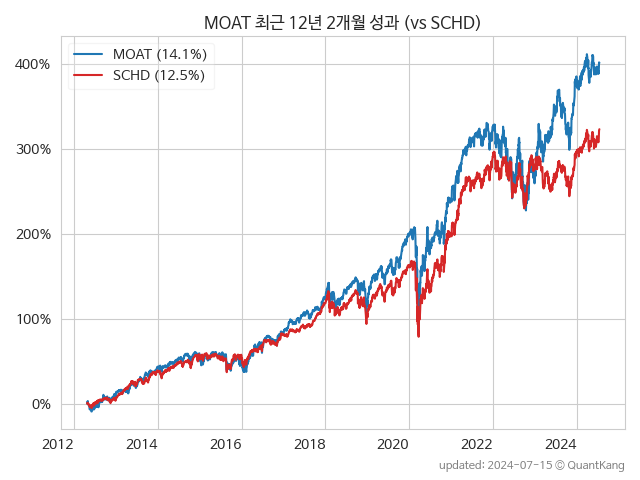 MOAT 최근 12년 2개월 성과 (vs SCHD)
MOAT (14.1%)
SCHD (12.5%)
400%
300%
200%
100%
0%
2012 2014 2016 2018 2020 2022 2024
updated: 2024-07-15 © QuantKang